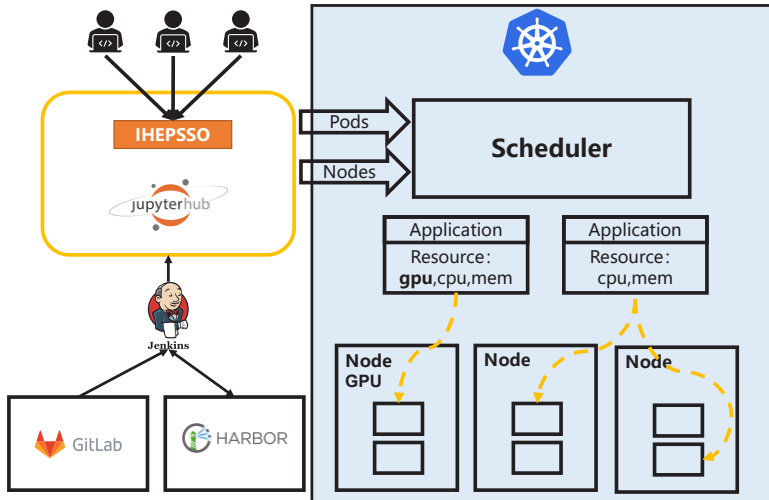 </>
</>
</>
IHEPSSO
jupyterhub
Jenkins
GitLab
HARBOR
Pods
Nodes
Scheduler
Application
Resource：
gpu,cpu,mem
Application
Resource：
cpu,mem
Node
GPU
Node
Node